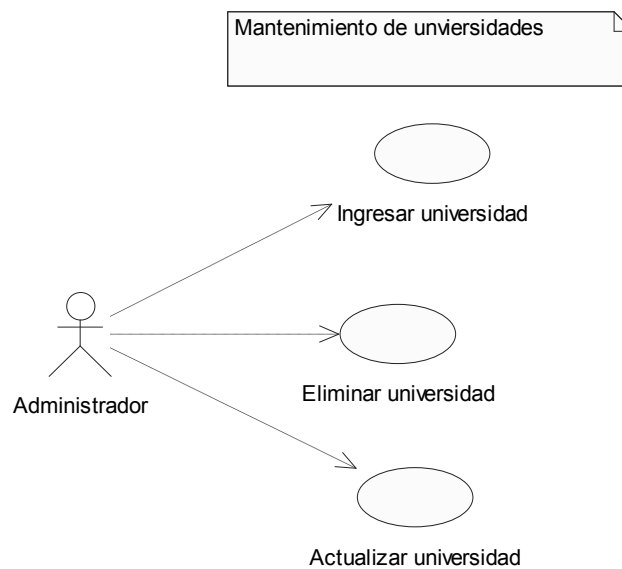 Mantenimiento de unviersidades
Ingresar universidad
Eliminar universidad
Administrador
Actualizar universidad